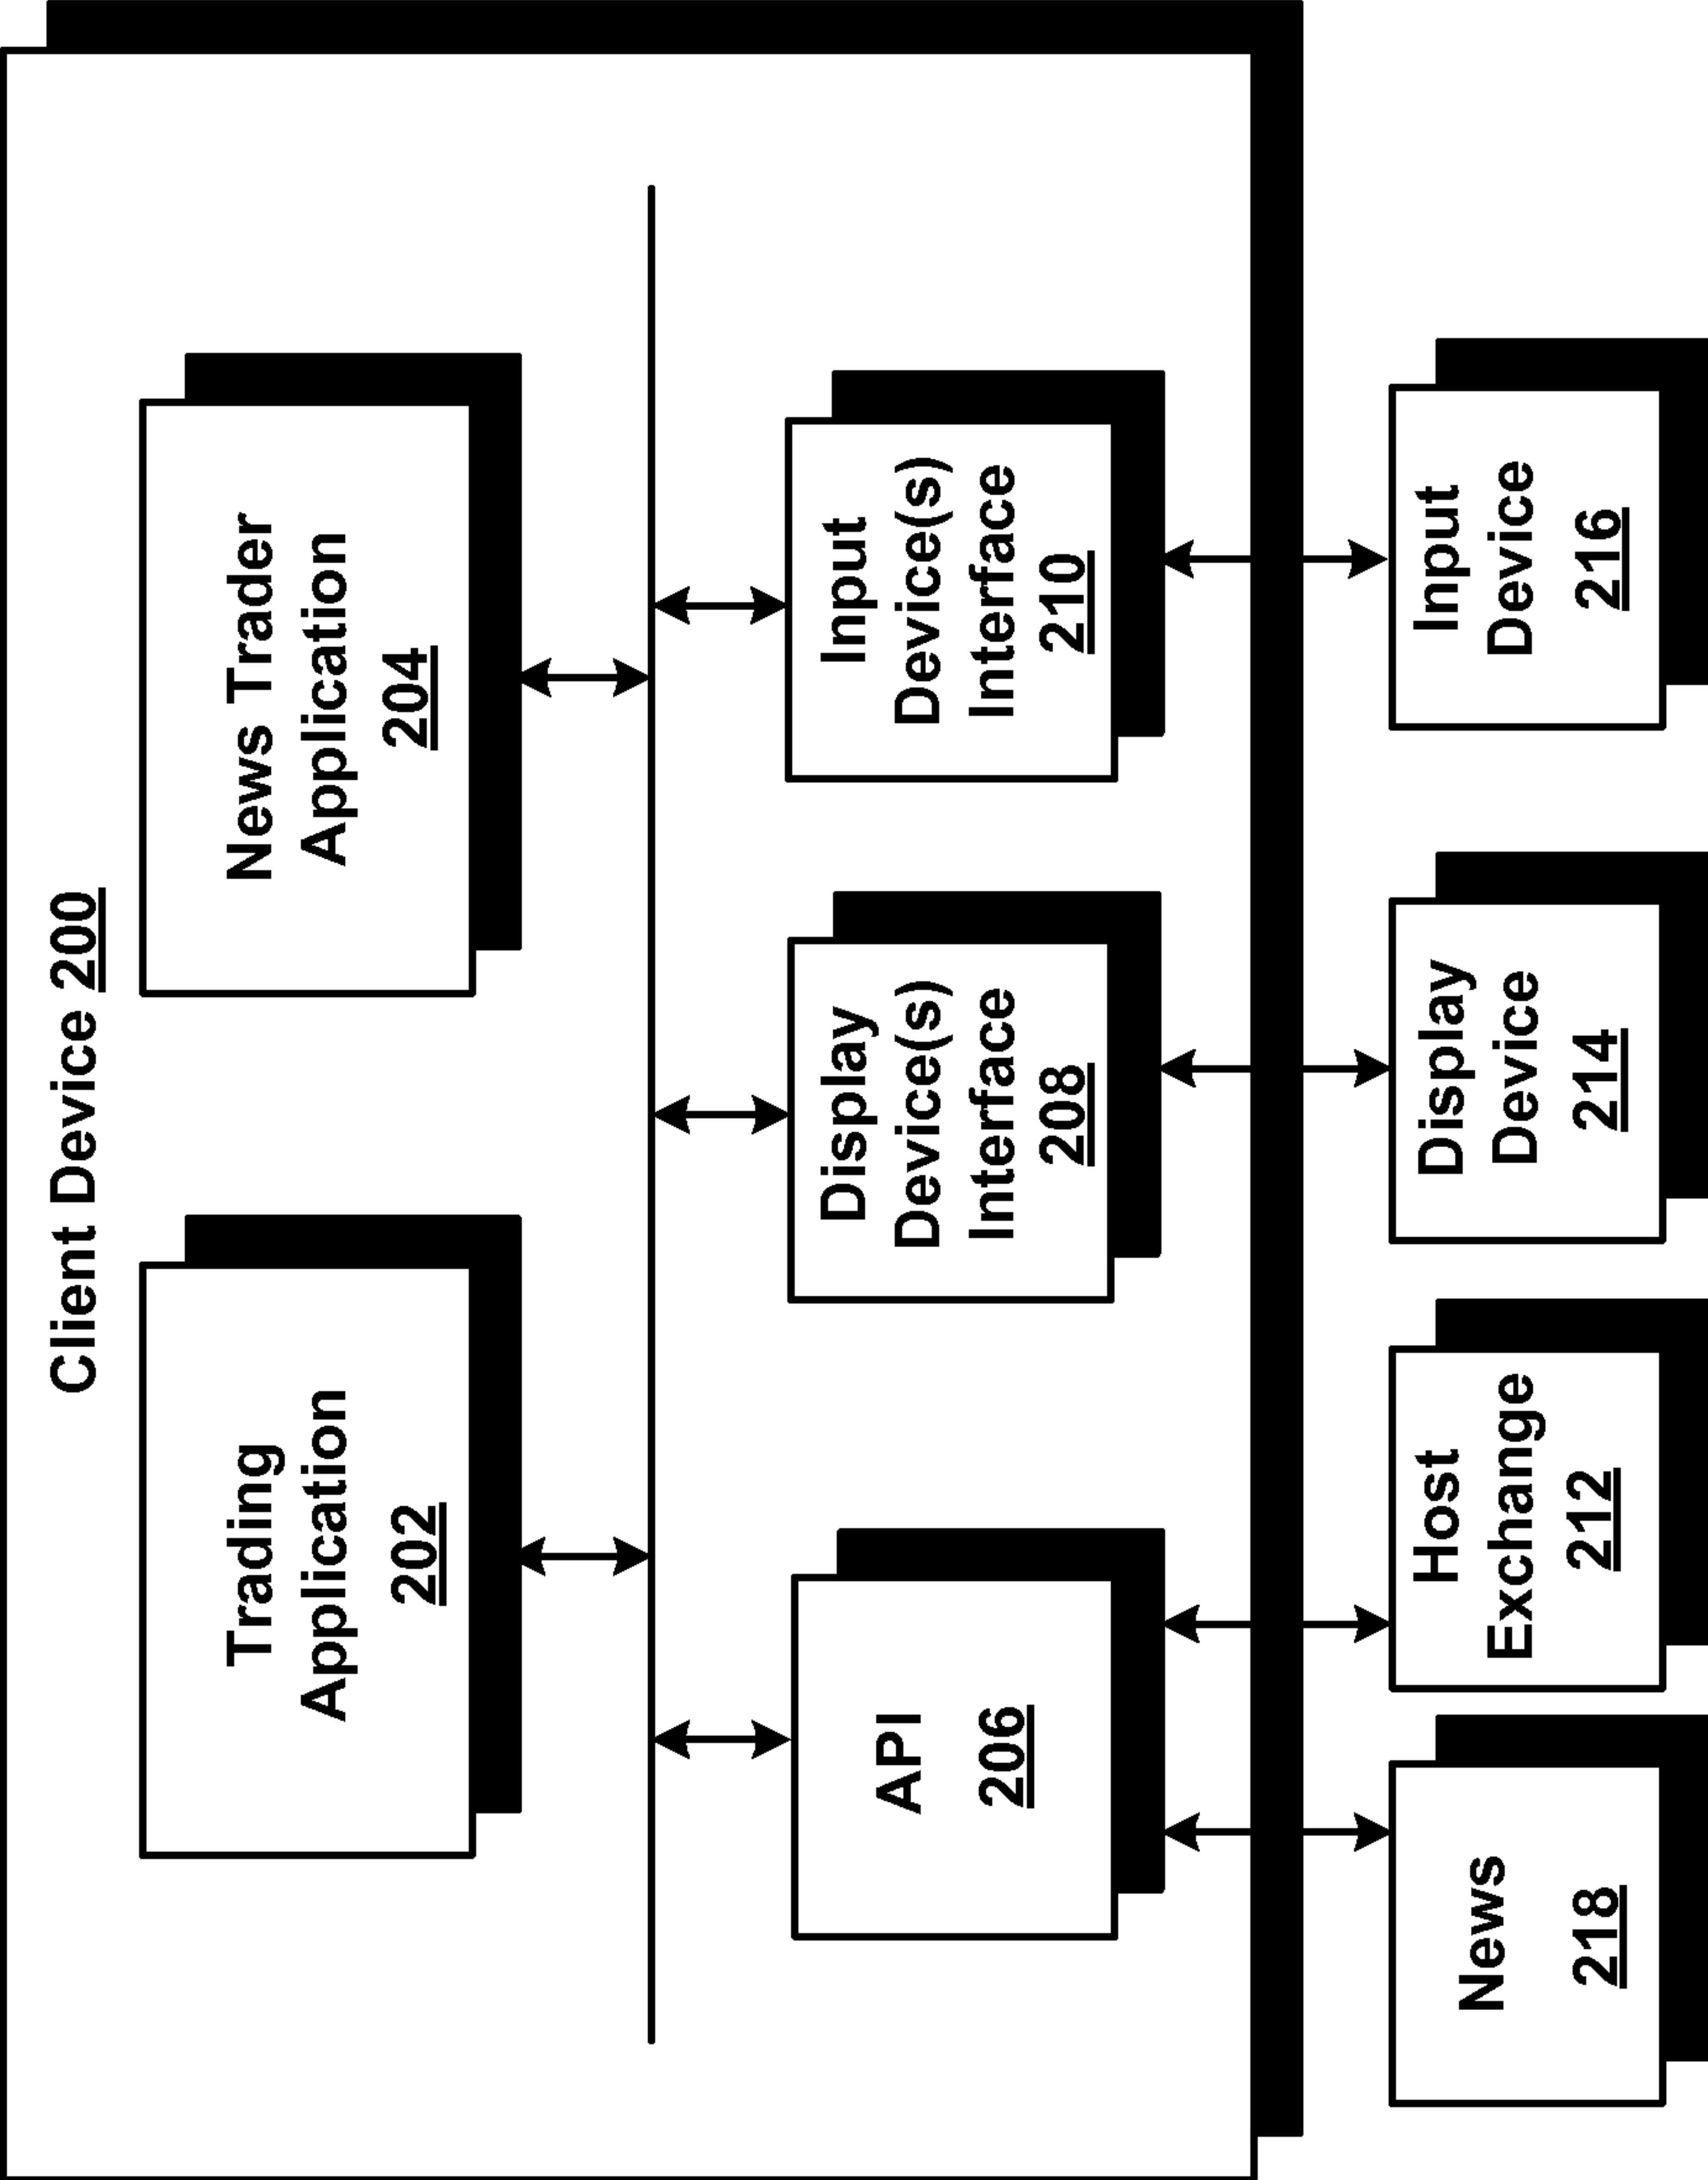 Client Device 200
Trading
Application
202
News Trader
Application
204
API
206
Display
Device(s)
Interface
208
Input
Device(s)
Interface
210
News
218
Host
Exchange
212
Display
Device
214
Input
Device
216